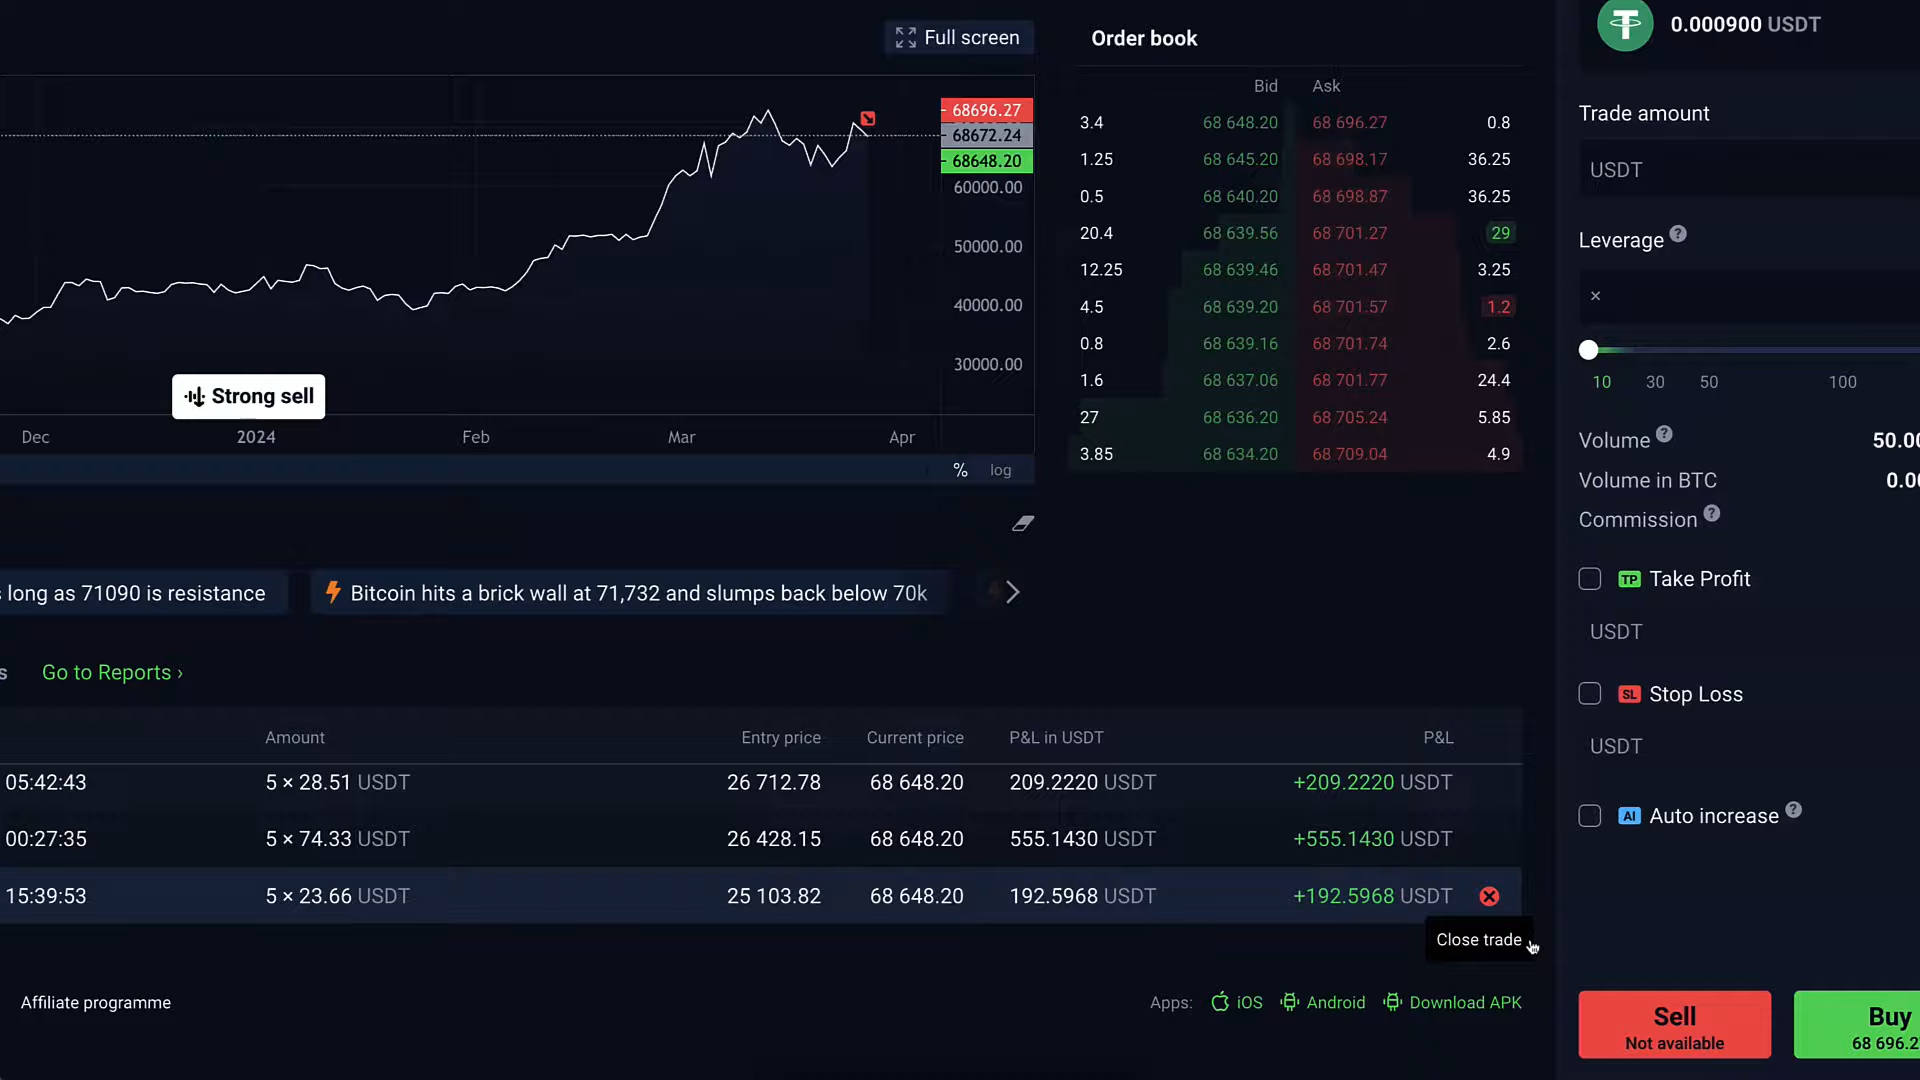 Full screen
68696.27
68672.24
68648.20
60000.00
50000.00
40000.00
30000.00
Strong sell
Dec 2024 Feb Mar Apr
% log
Order book
Bid Ask
3.4 68 648.20 68 696.27 0.8
1.25 68 645.20 68 698.17 36.25
0.5 68 640.20 68 698.87 36.25
20.4 68 639.56 68 701.27 29
12.25 68 639.46 68 701.47 3.25
4.5 68 639.20 68 701.57 1.2
0.8 68 639.16 68 701.74 2.6
1.6 68 637.06 68 701.77 24.4
27 68 636.20 68 705.24 5.85
3.85 68 634.20 68 709.04 4.9
long as 71090 is resistance
Bitcoin hits a brick wall at 71,732 and slumps back below 70k
Go to Reports ›
Amount Entry price Current price P&L in USDT P&L
05:42:43 5 × 28.51 USDT 26 712.78 68 648.20 209.2220 USDT +209.2220 USDT
00:27:35 5 × 74.33 USDT 26 428.15 68 648.20 555.1430 USDT +555.1430 USDT
15:39:53 5 × 23.66 USDT 25 103.82 68 648.20 192.5968 USDT +192.5968 USDT
Close trade
Affiliate programme
Apps: iOS Android Download APK
0.000900 USDT
Trade amount
USDT
Leverage ?
×
10 30 50 100
Volume ? 50.00
Volume in BTC 0.00
Commission ?
TP Take Profit
USDT
SL Stop Loss
USDT
AI Auto increase ?
Sell
Not available
Buy
68 696.2